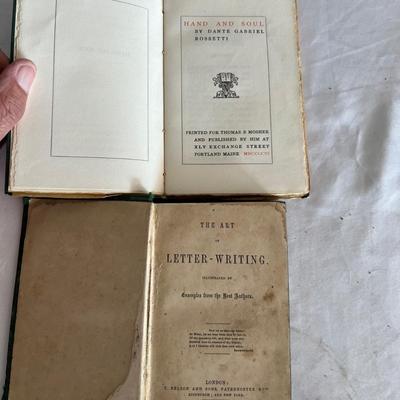 HAND AND SOUL
BY DANTE GABRIEL
ROSSETTI
PRINTED FOR THOMAS B MOSHER
AND PUBLISHED BY HIM AT
XLV EXCHANGE STREET
PORTLAND MAINE
THE ART
OF
LETTER-WRITING.
ILLUSTRATED BY
Examples from the Best Authors.
LONDON:
T. NELSON AND SONS, PATERNOSTER ROW;
EDINBURGH; AND NEW YORK.